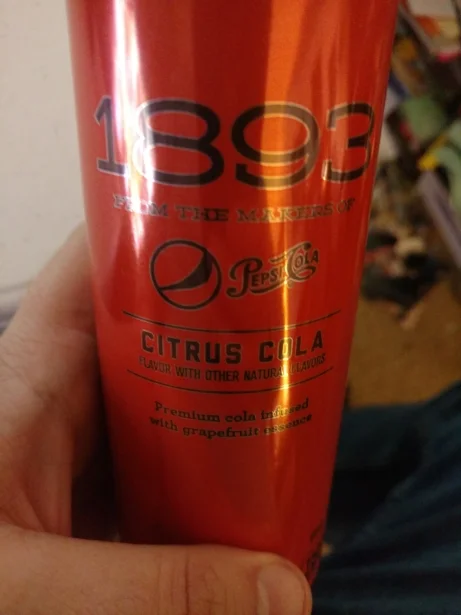 1893
FROM THE MAKERS OF
PEPSI-COLA
CITRUS COLA
FLAVOR WITH OTHER NATURAL FLAVORS
Premium cola infused
with grapefruit essence